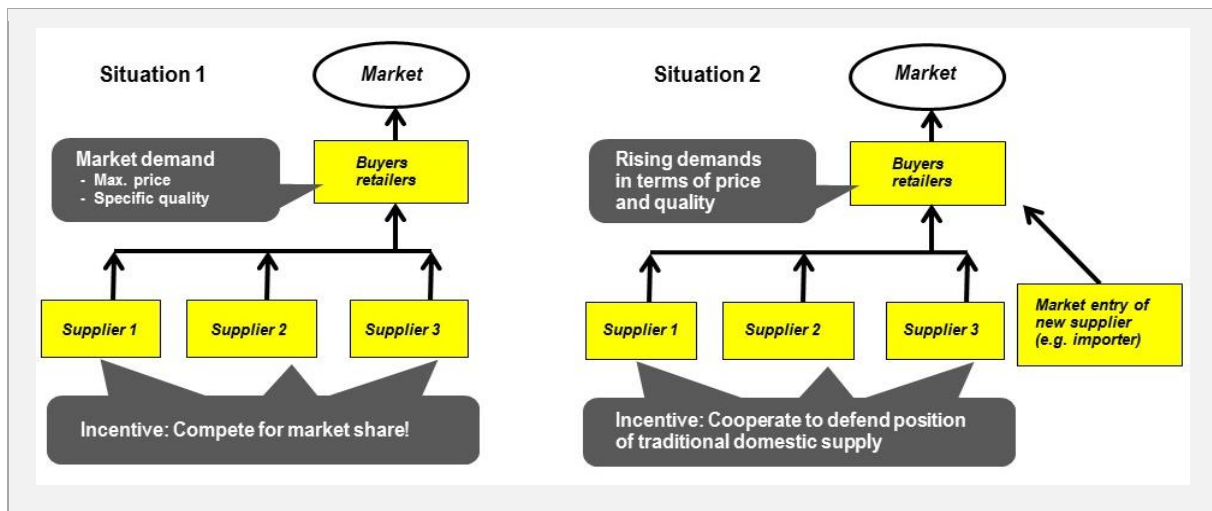 Situation 1
Market
Market demand
- Max. price
- Specific quality
Buyers
retailers
Supplier 1
Supplier 2
Supplier 3
Incentive: Compete for market share!
Situation 2
Market
Rising demands
in terms of price
and quality
Buyers
retailers
Supplier 1
Supplier 2
Supplier 3
Market entry of
new supplier
(e.g. importer)
Incentive: Cooperate to defend position
of traditional domestic supply